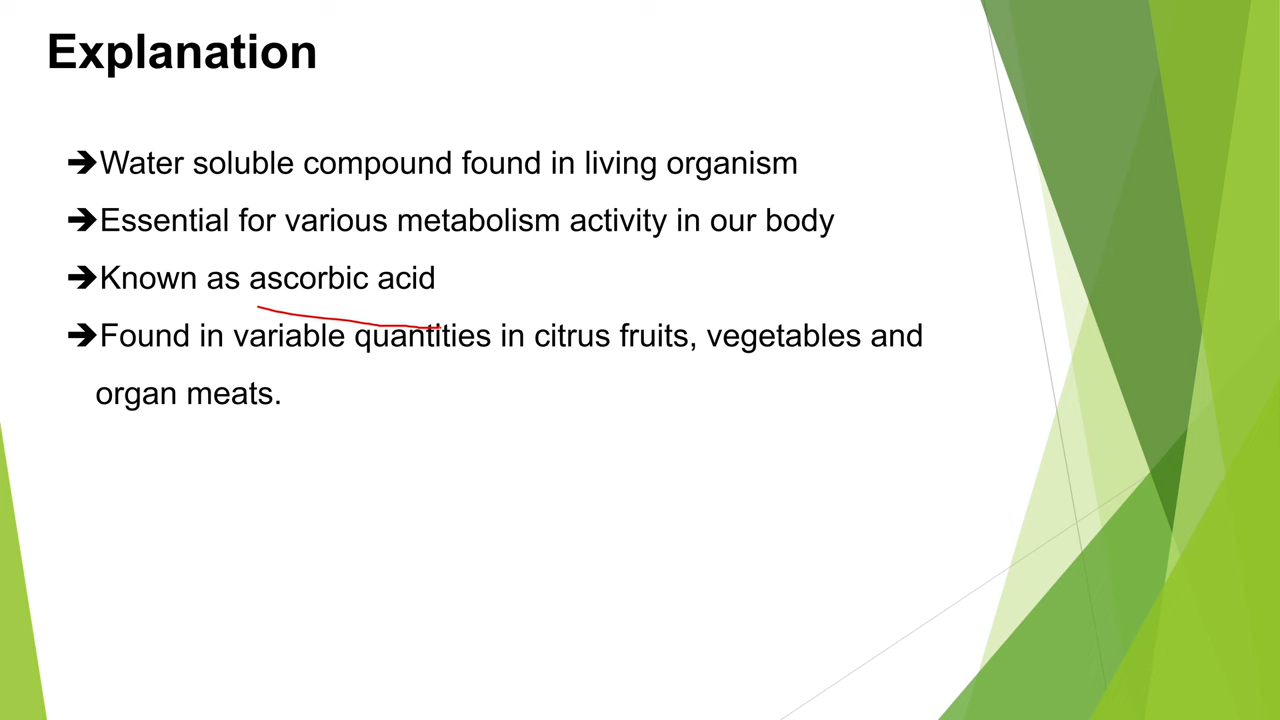 Explanation
➔Water soluble compound found in living organism
➔Essential for various metabolism activity in our body
➔Known as ascorbic acid
➔Found in variable quantities in citrus fruits, vegetables and
organ meats.